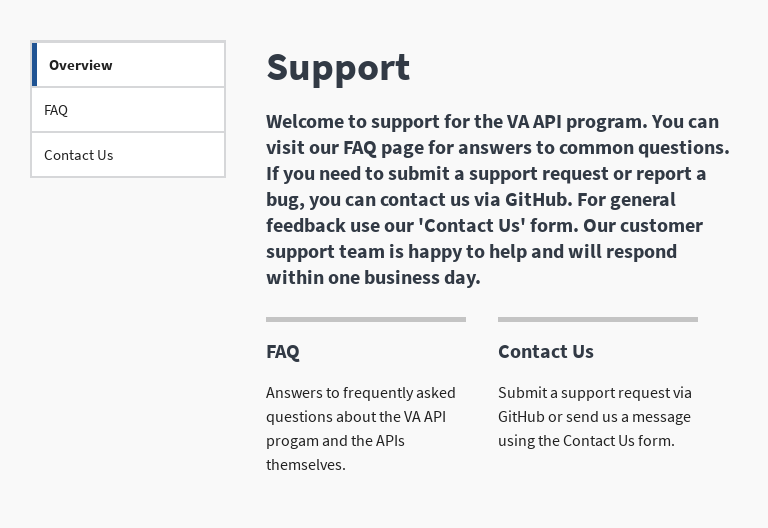 Overview
FAQ
Contact Us
Support
Welcome to support for the VA API program. You can
visit our FAQ page for answers to common questions.
If you need to submit a support request or report a
bug, you can contact us via GitHub. For general
feedback use our 'Contact Us' form. Our customer
support team is happy to help and will respond
within one business day.
FAQ
Answers to frequently asked
questions about the VA API
progam and the APIs
themselves.
Contact Us
Submit a support request via
GitHub or send us a message
using the Contact Us form.